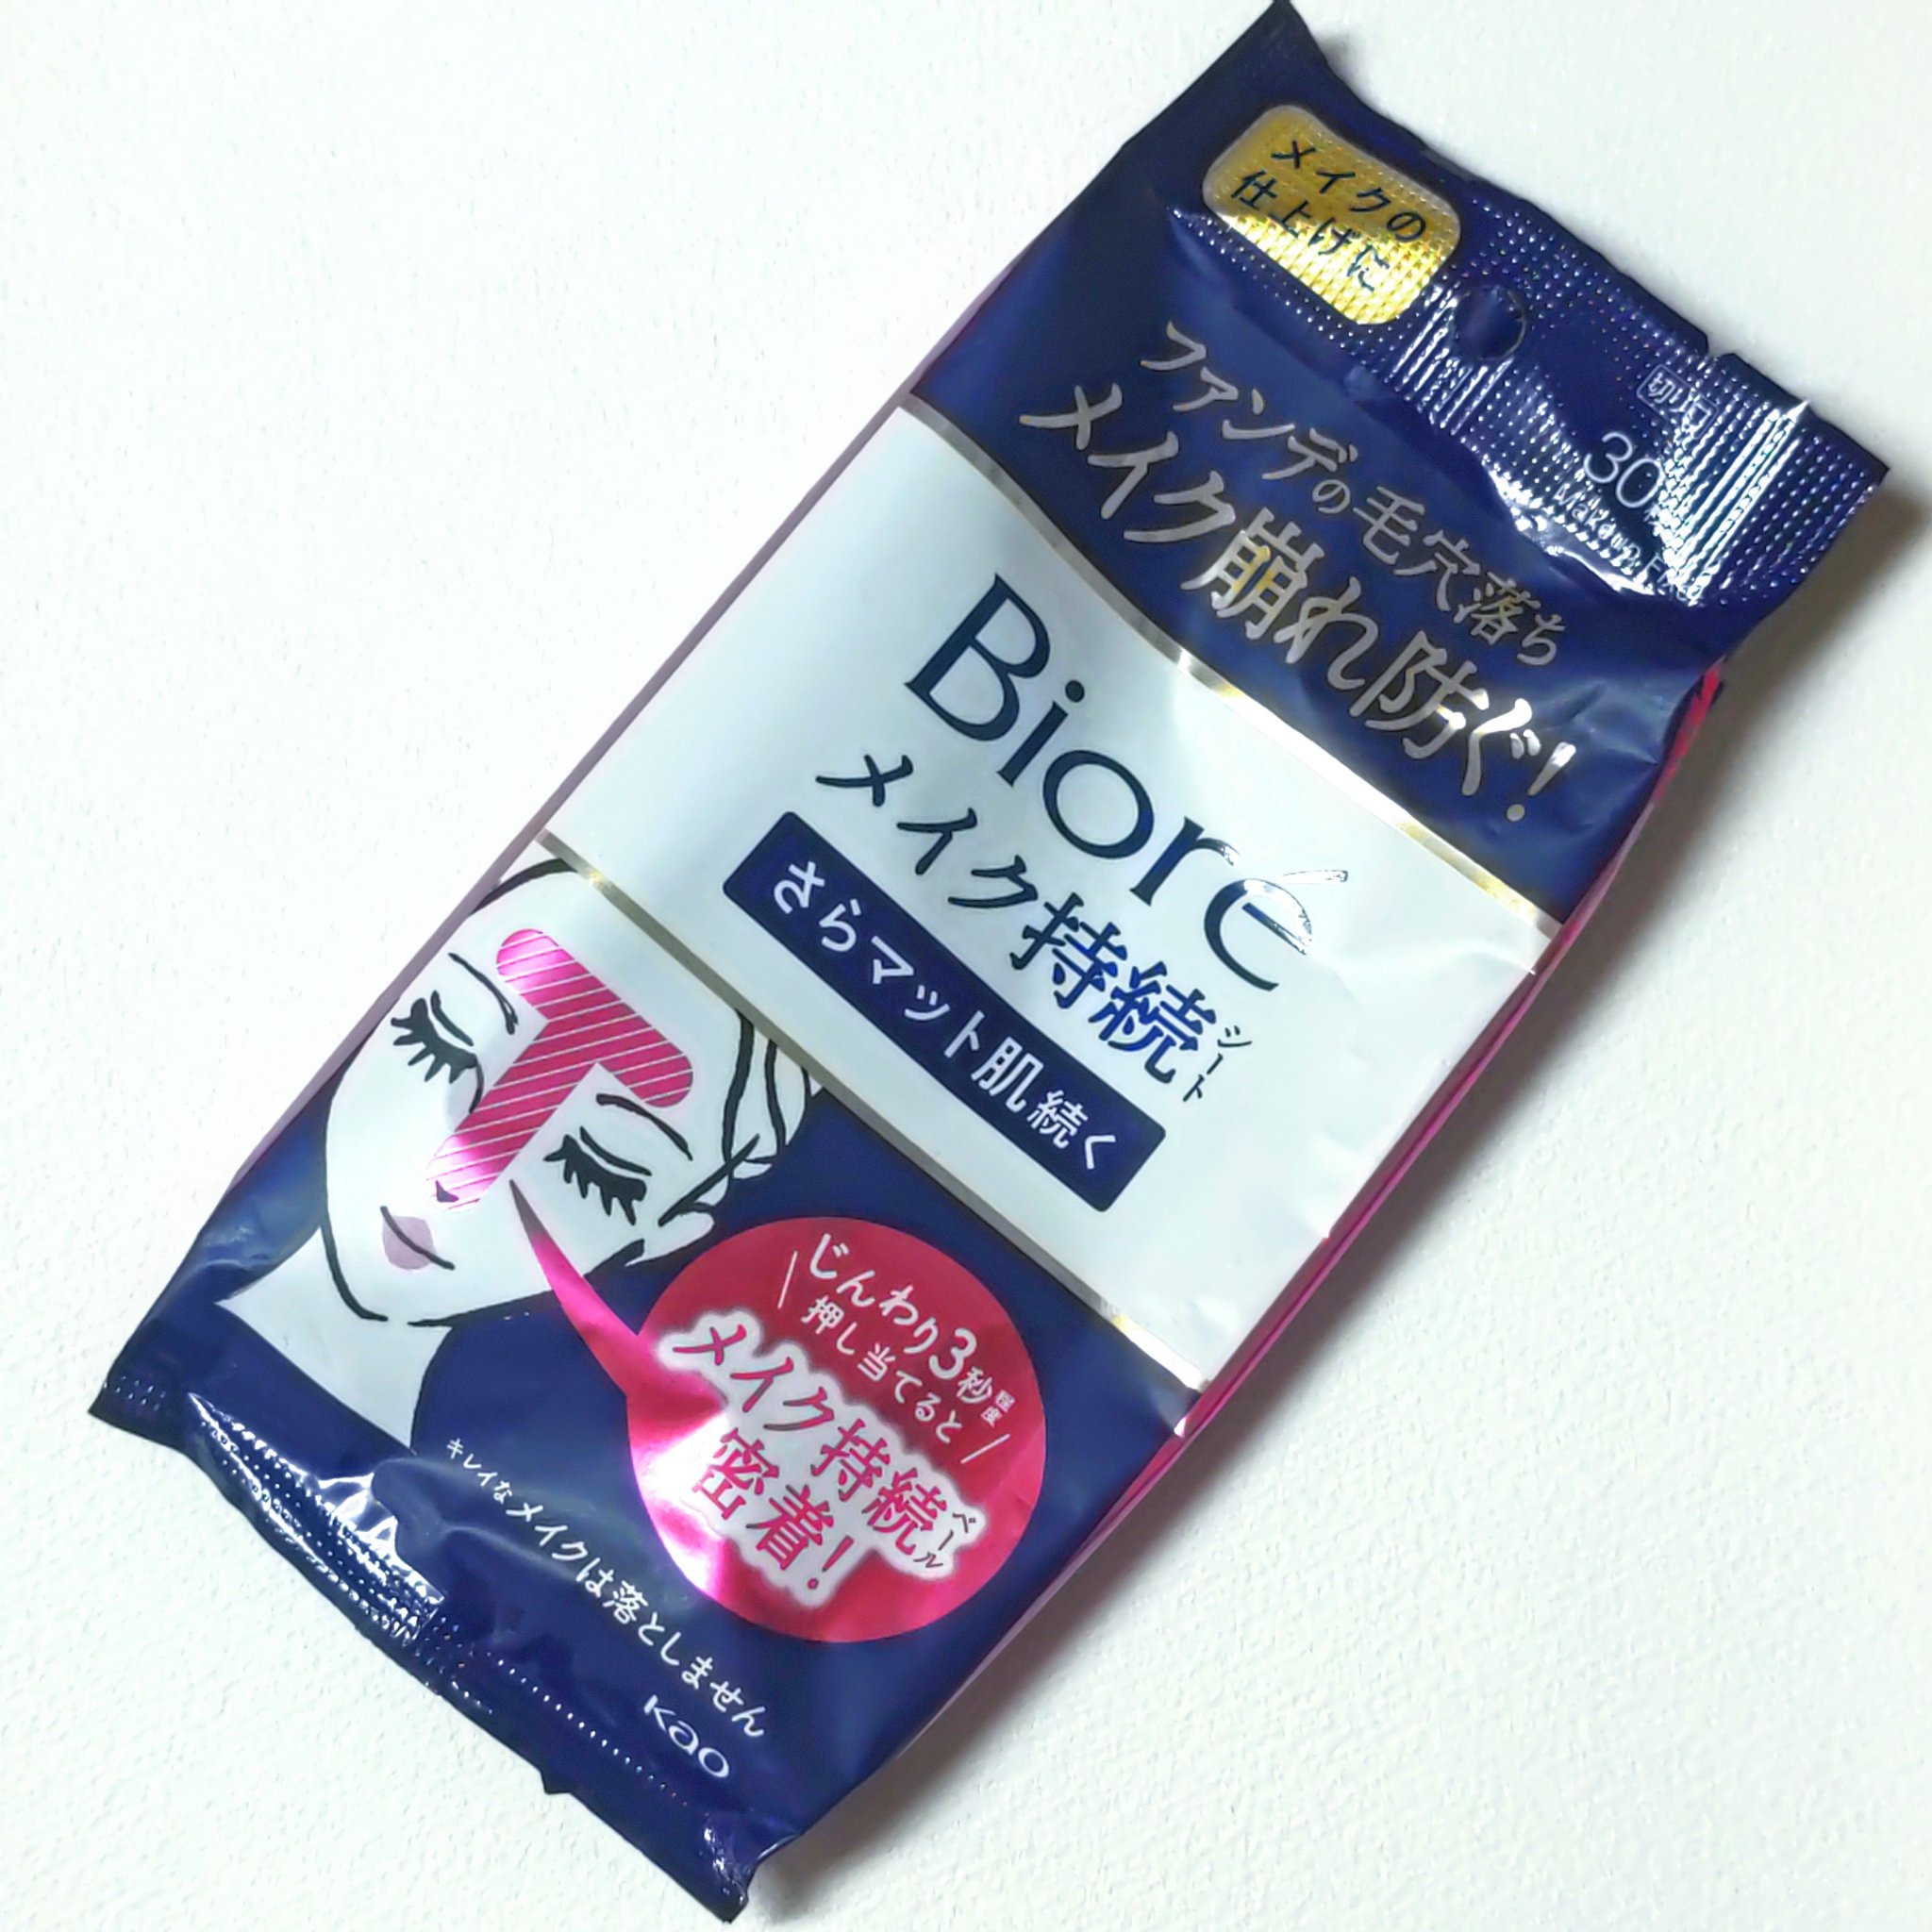 メイクの
仕上げに
切り口
30
Makeup
ファンデの毛穴落ち
メイク崩れ防ぐ!
Bioré
メイク持続シート
さらマット肌続く
じんわり3秒程度
押し当てると
メイク持続ベール
密着!
キレイなメイクは落としません
Kao